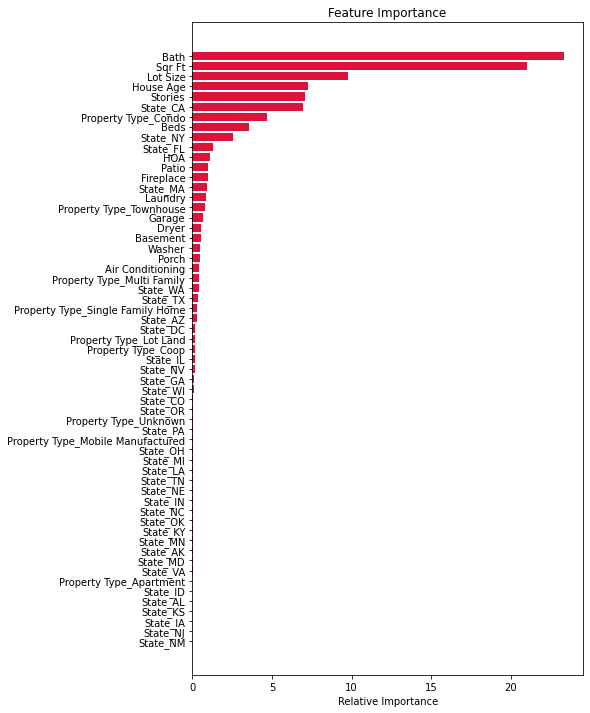 Feature Importance
Bath
Sqr Ft
Lot Size
House Age
Stories
State_CA
Property Type_Condo
Beds
State_NY
State_FL
HOA
Patio
Fireplace
State_MA
Laundry
Property Type_Townhouse
Garage
Dryer
Basement
Washer
Porch
Air Conditioning
Property Type_Multi Family
State_WA
State_TX
Property Type_Single Family Home
State_AZ
State_DC
Property Type_Lot Land
Property Type_Coop
State_IL
State_NV
State_GA
State_WI
State_CO
State_OR
Property Type_Unknown
State_PA
Property Type_Mobile Manufactured
State_OH
State_MI
State_LA
State_TN
State_NE
State_IN
State_NC
State_OK
State_KY
State_MN
State_AK
State_MD
State_VA
Property Type_Apartment
State_ID
State_AL
State_KS
State_IA
State_NJ
State_NM
0 5 10 15 20
Relative Importance